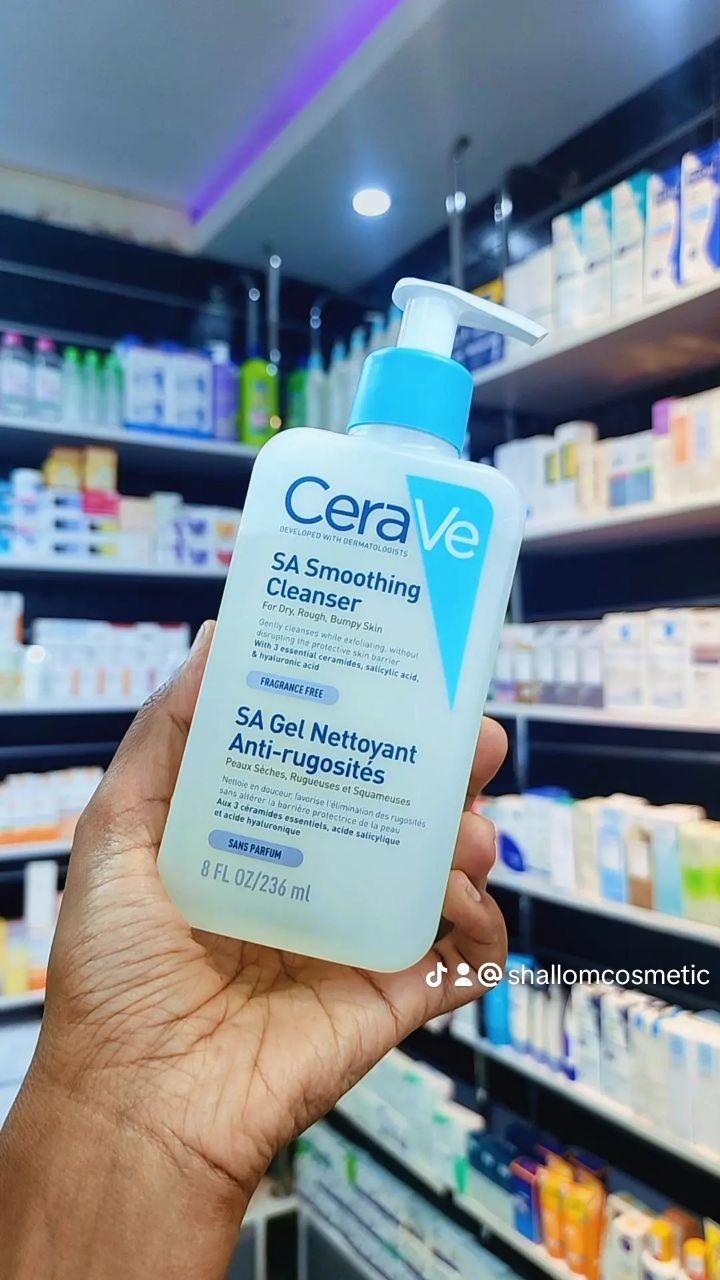 CeraVe
DEVELOPED WITH DERMATOLOGISTS
SA Smoothing
Cleanser
For Dry, Rough, Bumpy Skin
Gently cleanses while exfoliating, without
disrupting the protective skin barrier
With 3 essential ceramides, salicylic acid,
& hyaluronic acid
FRAGRANCE FREE
SA Gel Nettoyant
Anti-rugosités
Peaux Sèches, Rugueuses et Squameuses
Nettoie en douceur, favorise l'élimination des rugosités
sans altérer la barrière protectrice de la peau
Aux 3 céramides essentiels, acide salicylique
et acide hyaluronique
SANS PARFUM
8 FL OZ/236 ml
@shallomcosmetic